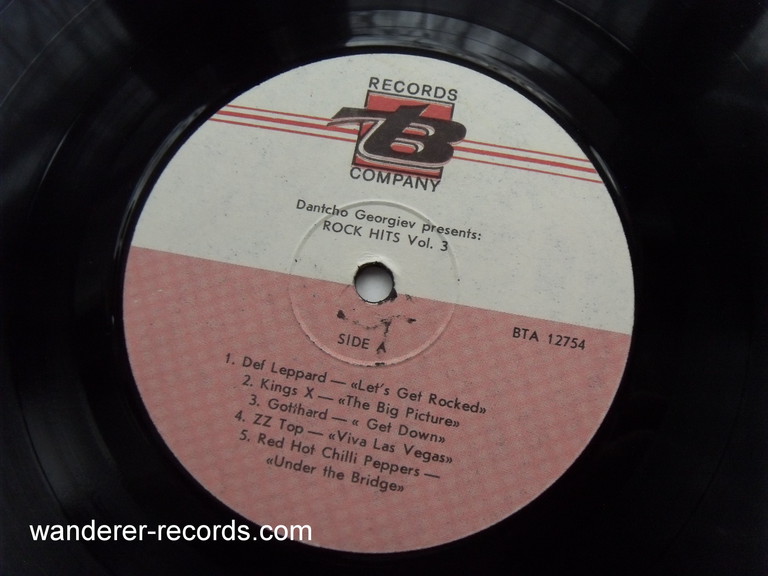 RECORDS
TB
COMPANY
Dantcho Georgiev presents:
ROCK HITS Vol. 3
SIDE A
BTA 12754
1. Def Leppard — «Let's Get Rocked»
2. Kings X — «The Big Picture»
3. Gotthard — « Get Down»
4. ZZ Top — «Viva Las Vegas»
5. Red Hot Chilli Peppers —
«Under the Bridge»
wanderer-records.com